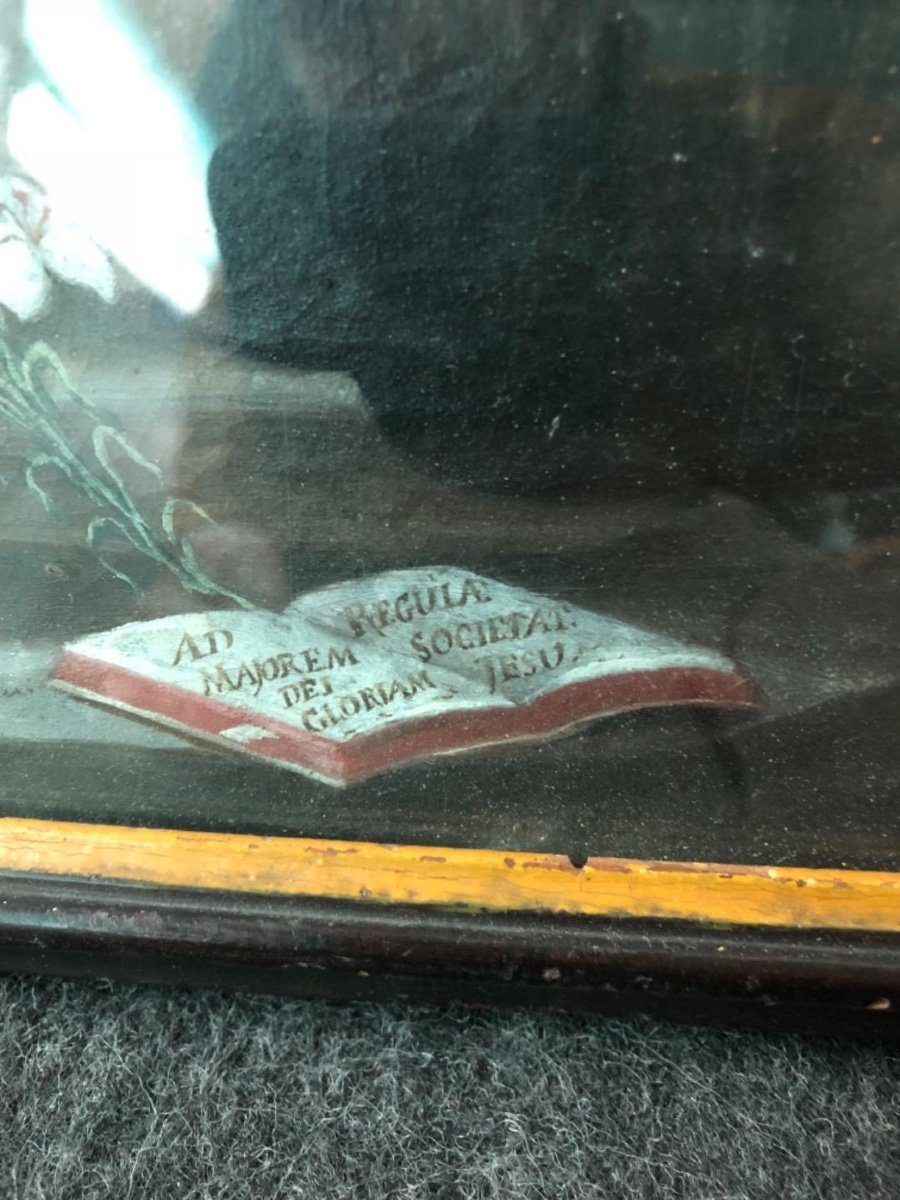 AD
MAJOREM
DEI
GLORIAM
REGULÆ
SOCIETAT:
JESU